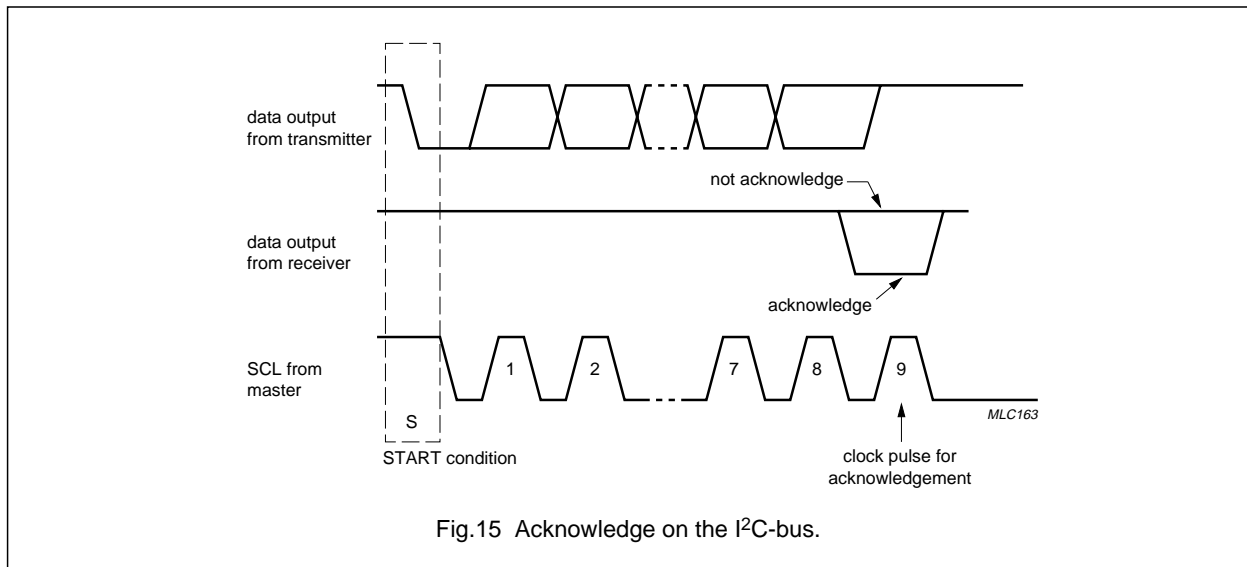 data output
from transmitter
not acknowledge
data output
from receiver
acknowledge
SCL from
master
1
2
7
8
9
MLC163
S
START condition
clock pulse for
acknowledgement
Fig.15 Acknowledge on the I²C-bus.